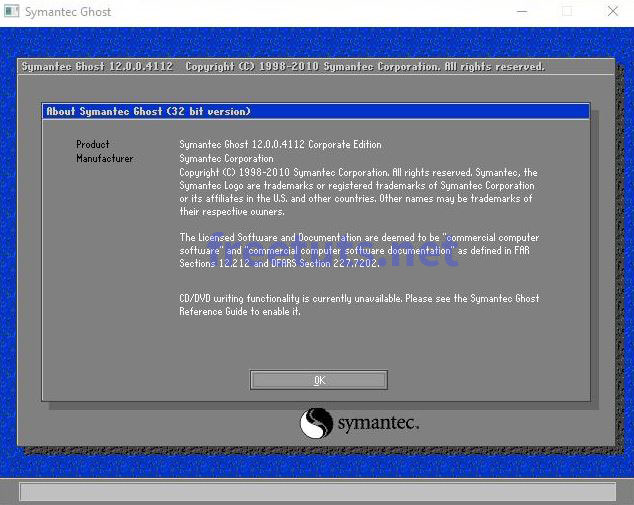 Symantec Ghost
Symantec Ghost 12.0.0.4112 Copyright (C) 1998-2010 Symantec Corporation. All rights reserved.
About Symantec Ghost (32 bit version)
Product Symantec Ghost 12.0.0.4112 Corporate Edition
Manufacturer Symantec Corporation
Copyright (C) 1998-2010 Symantec Corporation. All rights reserved. Symantec, the
Symantec Logo are trademarks or registered trademarks of Symantec Corporation
or its affiliates in the U.S. and other countries. Other names may be trademarks of
their respective owners.
The Licensed Software and Documentation are deemed to be "commercial computer
software" and "commercial computer software documentation" as defined in FAR
Sections 12.212 and DFARS Section 227.7202.
freetuts.net
CD/DVD writing functionality is currently unavailable. Please see the Symantec Ghost
Reference Guide to enable it.
OK
symantec.